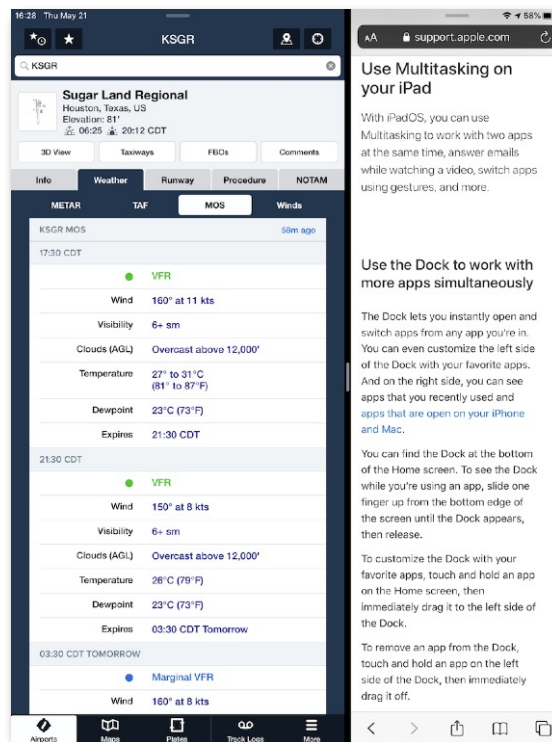 16:28 Thu May 21
58%
KSGR
KSGR
Sugar Land Regional
Houston, Texas, US
Elevation: 81'
06:25 20:12 CDT
3D View Taxiways FBOs Comments
Info Weather Runway Procedure NOTAM
METAR TAF MOS Winds
KSGR MOS 58m ago
17:30 CDT
VFR
Wind 160° at 11 kts
Visibility 6+ sm
Clouds (AGL) Overcast above 12,000'
Temperature 27° to 31°C
(81° to 87°F)
Dewpoint 23°C (73°F)
Expires 21:30 CDT
21:30 CDT
VFR
Wind 150° at 8 kts
Visibility 6+ sm
Clouds (AGL) Overcast above 12,000'
Temperature 26°C (79°F)
Dewpoint 23°C (73°F)
Expires 03:30 CDT Tomorrow
03:30 CDT TOMORROW
Marginal VFR
Wind 160° at 8 kts
Airports Maps Plates Track Logs More
AA support.apple.com
Use Multitasking on
your iPad
With iPadOS, you can use
Multitasking to work with two apps
at the same time, answer emails
while watching a video, switch apps
using gestures, and more.
Use the Dock to work with
more apps simultaneously
The Dock lets you instantly open and
switch apps from any app you're in.
You can even customize the left side
of the Dock with your favorite apps.
And on the right side, you can see
apps that you recently used and
apps that are open on your iPhone
and Mac.
You can find the Dock at the bottom
of the Home screen. To see the Dock
while you're using an app, slide one
finger up from the bottom edge of
the screen until the Dock appears,
then release.
To customize the Dock with your
favorite apps, touch and hold an app
on the Home screen, then
immediately drag it to the left side of
the Dock.
To remove an app from the Dock,
touch and hold an app on the left
side of the Dock, then immediately
drag it off.